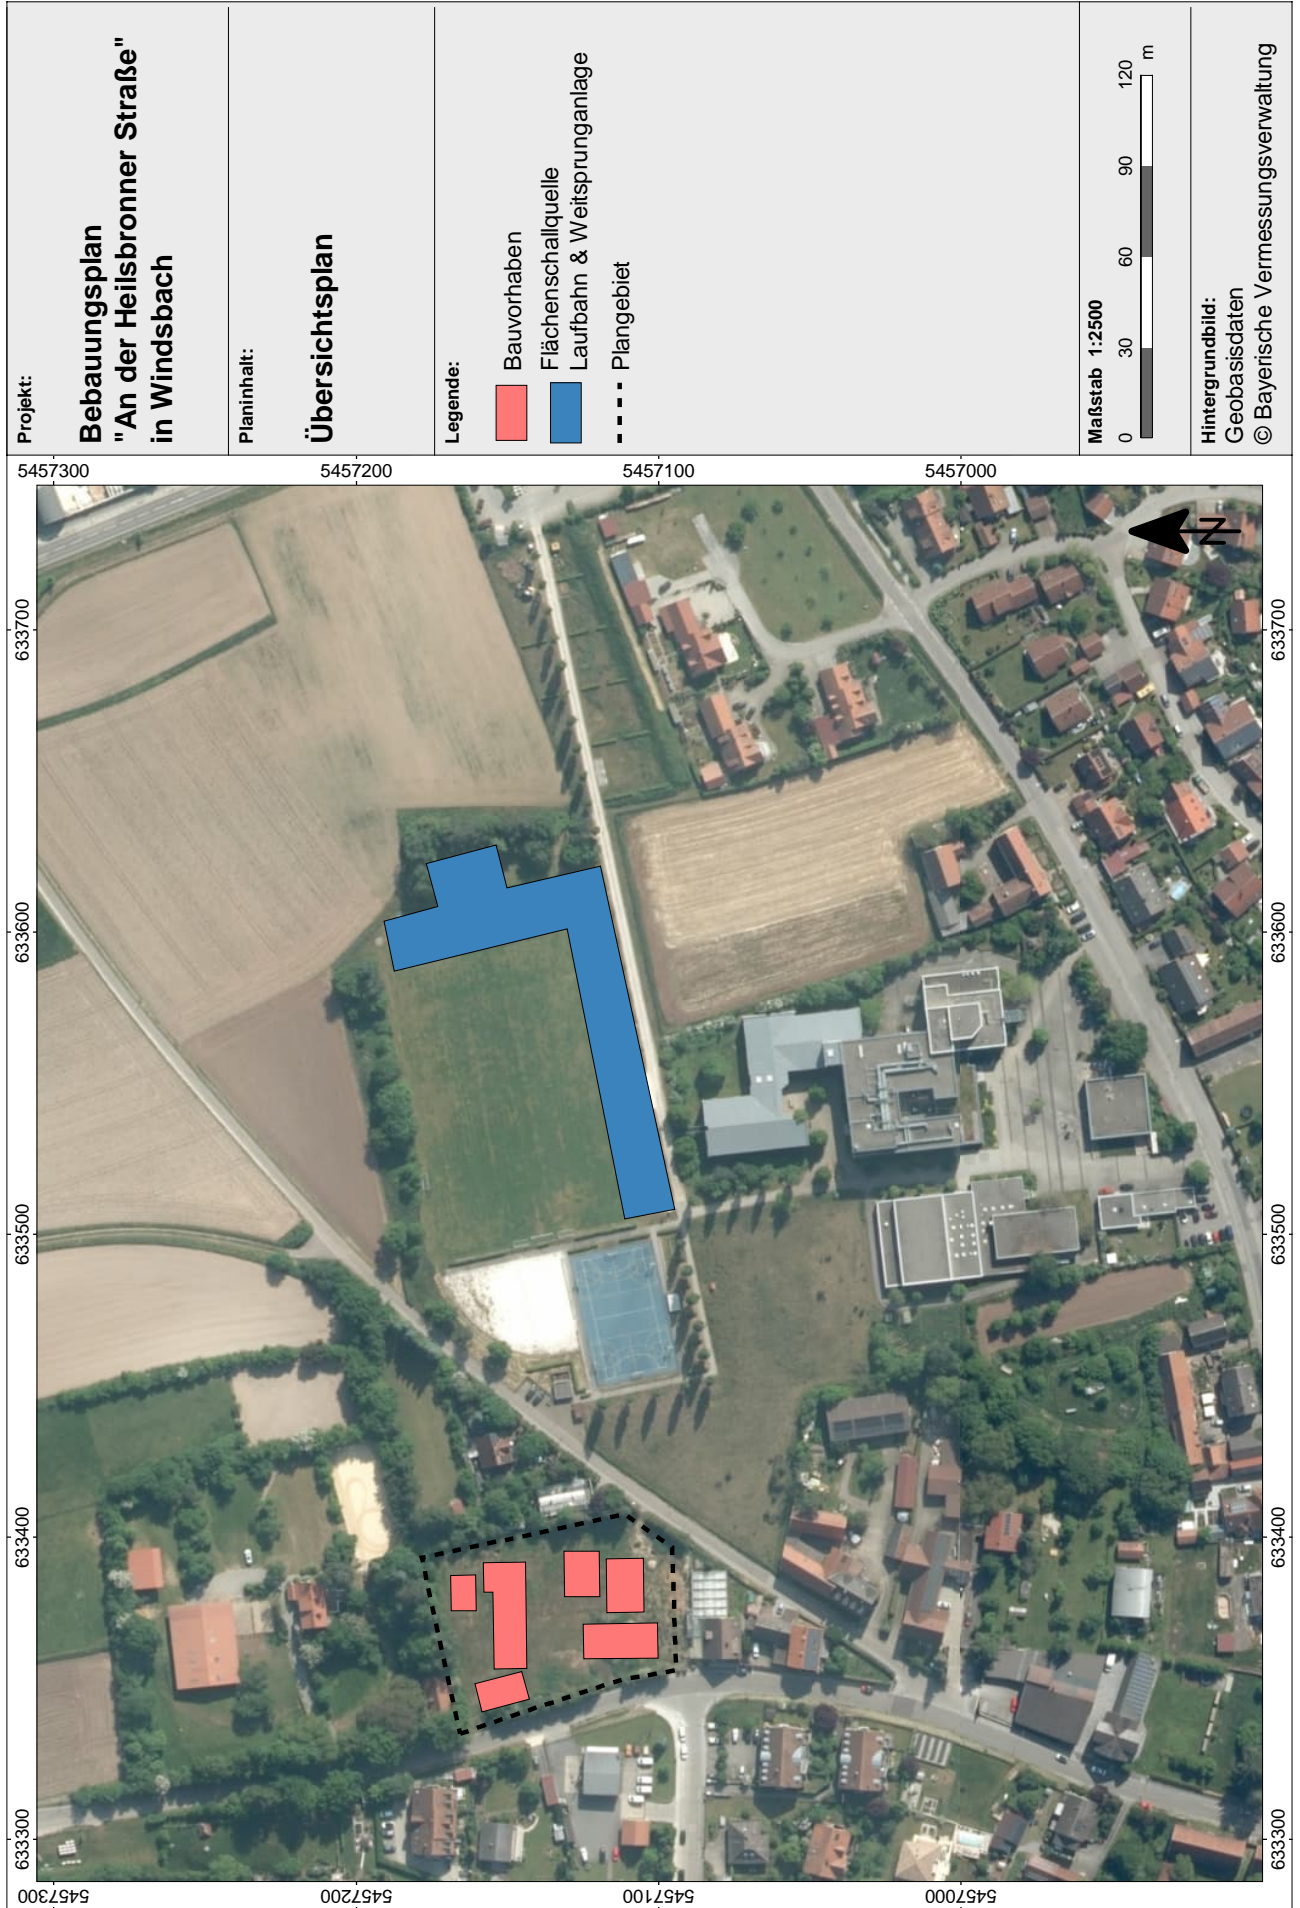 Projekt:
Bebauungsplan
"An der Heilsbronner Straße"
in Windsbach
Planinhalt:
Übersichtsplan
Legende:
Bauvorhaben
Flächenschallquelle
Laufbahn & Weitsprunganlage
Plangebiet
Maßstab 1:2500
0 30 60 90 120
m
Hintergrundbild:
Geobasisdaten
© Bayerische Vermessungsverwaltung
5457300 5457200 5457100 5457000
633300 633400 633500 633600 633700
633300 633400 633500 633600 633700
5457300 5457200 5457100 5457000
N